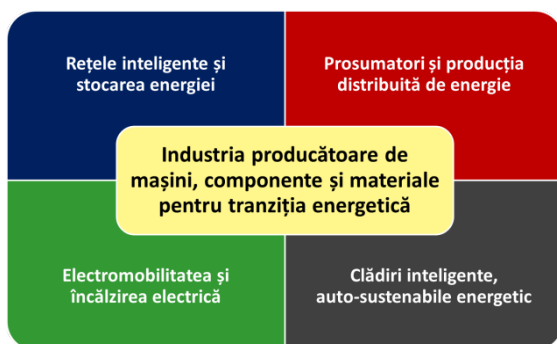 Rețele inteligente și
stocarea energiei
Prosumatori și producția
distribuită de energie
Industria producătoare de
mașini, componente și materiale
pentru tranziția energetică
Electromobilitatea și
încălzirea electrică
Clădiri inteligente,
auto-sustenabile energetic